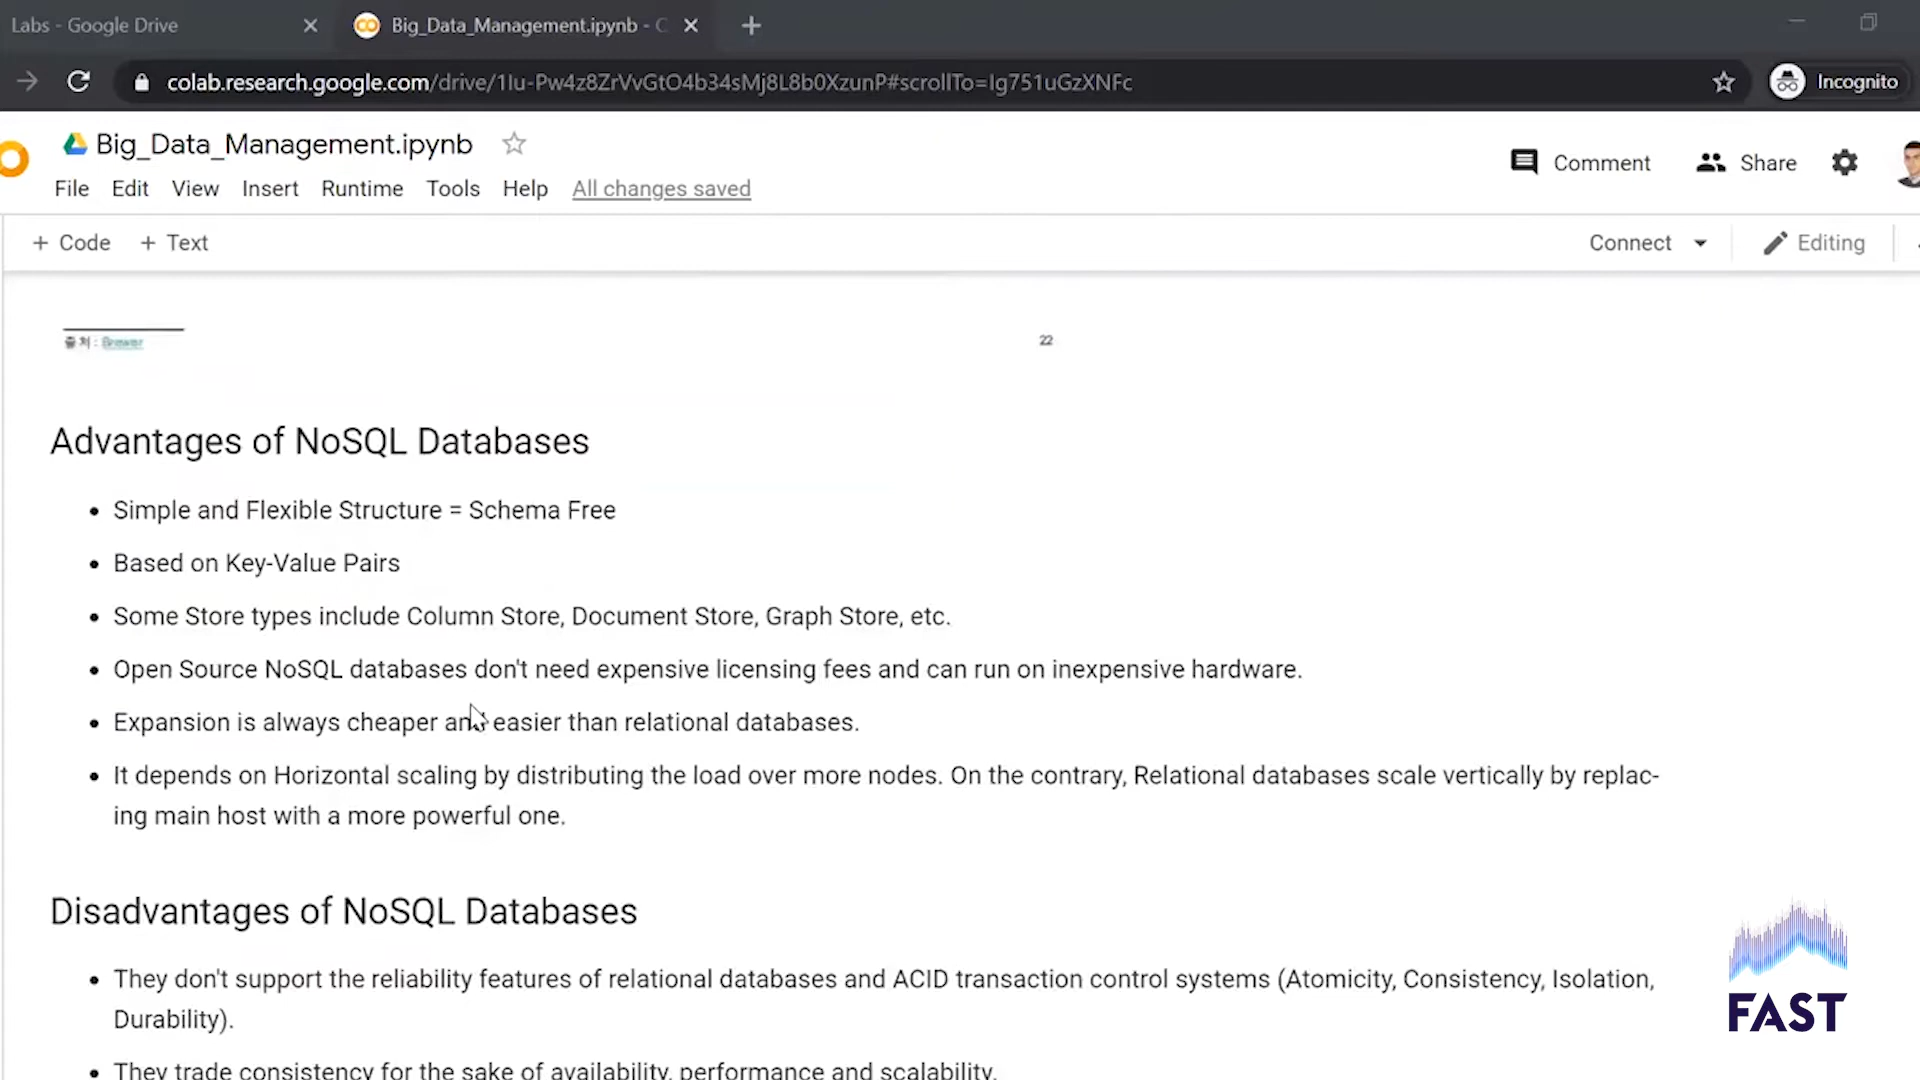 Labs - Google Drive
Big_Data_Management.ipynb - C
colab.research.google.com/drive/1Iu-Pw4z8ZrVvGtO4b34sMj8L8b0XzunP#scrollTo=Ig751uGzXNFc
Incognito
Big_Data_Management.ipynb
Comment
Share
File Edit View Insert Runtime Tools Help All changes saved
+ Code + Text
Connect
Editing
출처 : Brewer
22
Advantages of NoSQL Databases
• Simple and Flexible Structure = Schema Free
• Based on Key-Value Pairs
• Some Store types include Column Store, Document Store, Graph Store, etc.
• Open Source NoSQL databases don't need expensive licensing fees and can run on inexpensive hardware.
• Expansion is always cheaper and easier than relational databases.
• It depends on Horizontal scaling by distributing the load over more nodes. On the contrary, Relational databases scale vertically by replac-
ing main host with a more powerful one.
Disadvantages of NoSQL Databases
• They don't support the reliability features of relational databases and ACID transaction control systems (Atomicity, Consistency, Isolation,
Durability).
• They trade consistency for the sake of availability, performance and scalability.
FAST